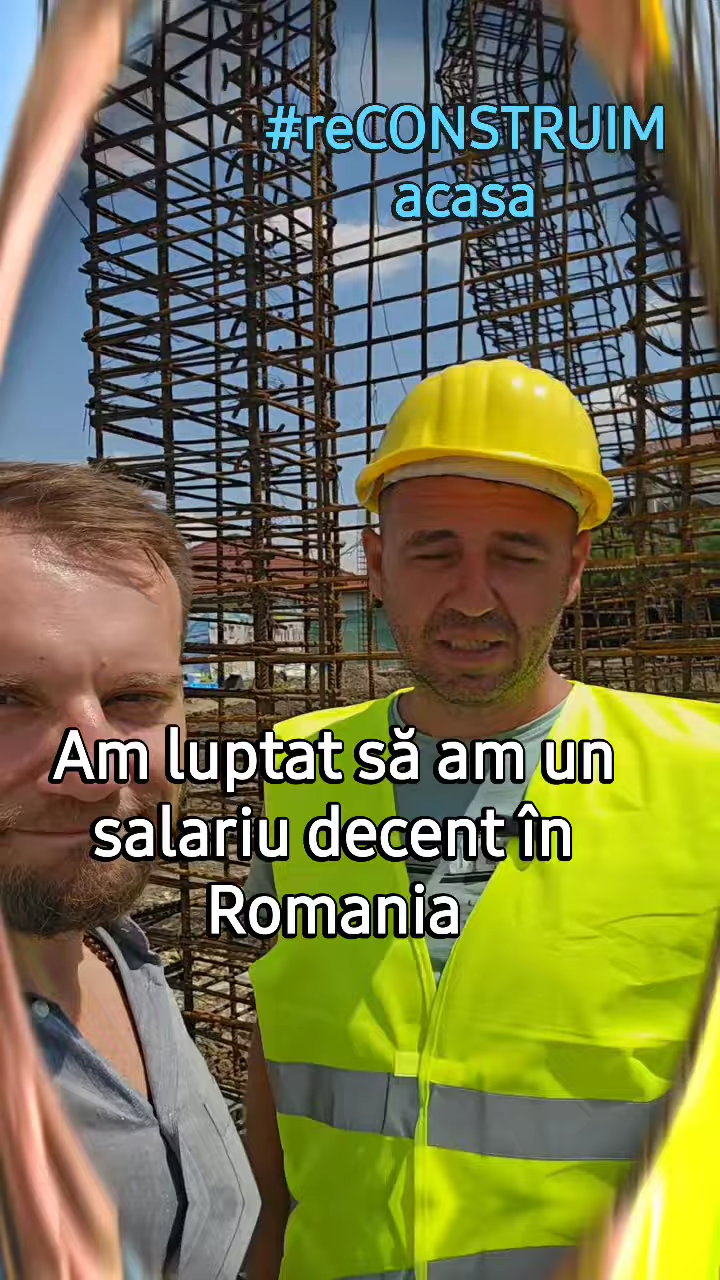 #reCONSTRUIM
acasa
Am luptat să am un
salariu decent în
Romania